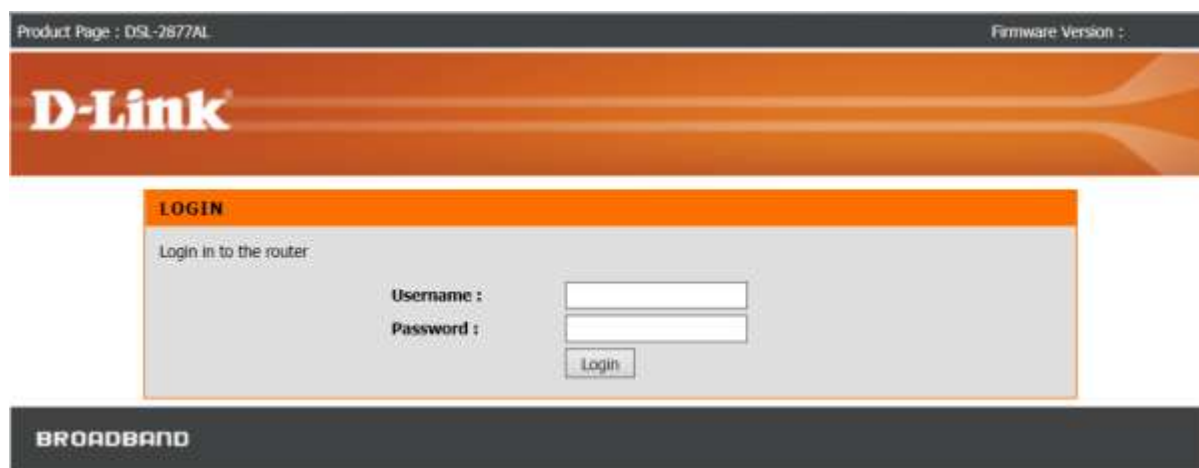 Product Page : DSL-2877AL Firmware Version :
D-Link
LOGIN
Login in to the router
Username :
Password :
Login
BROADBAND